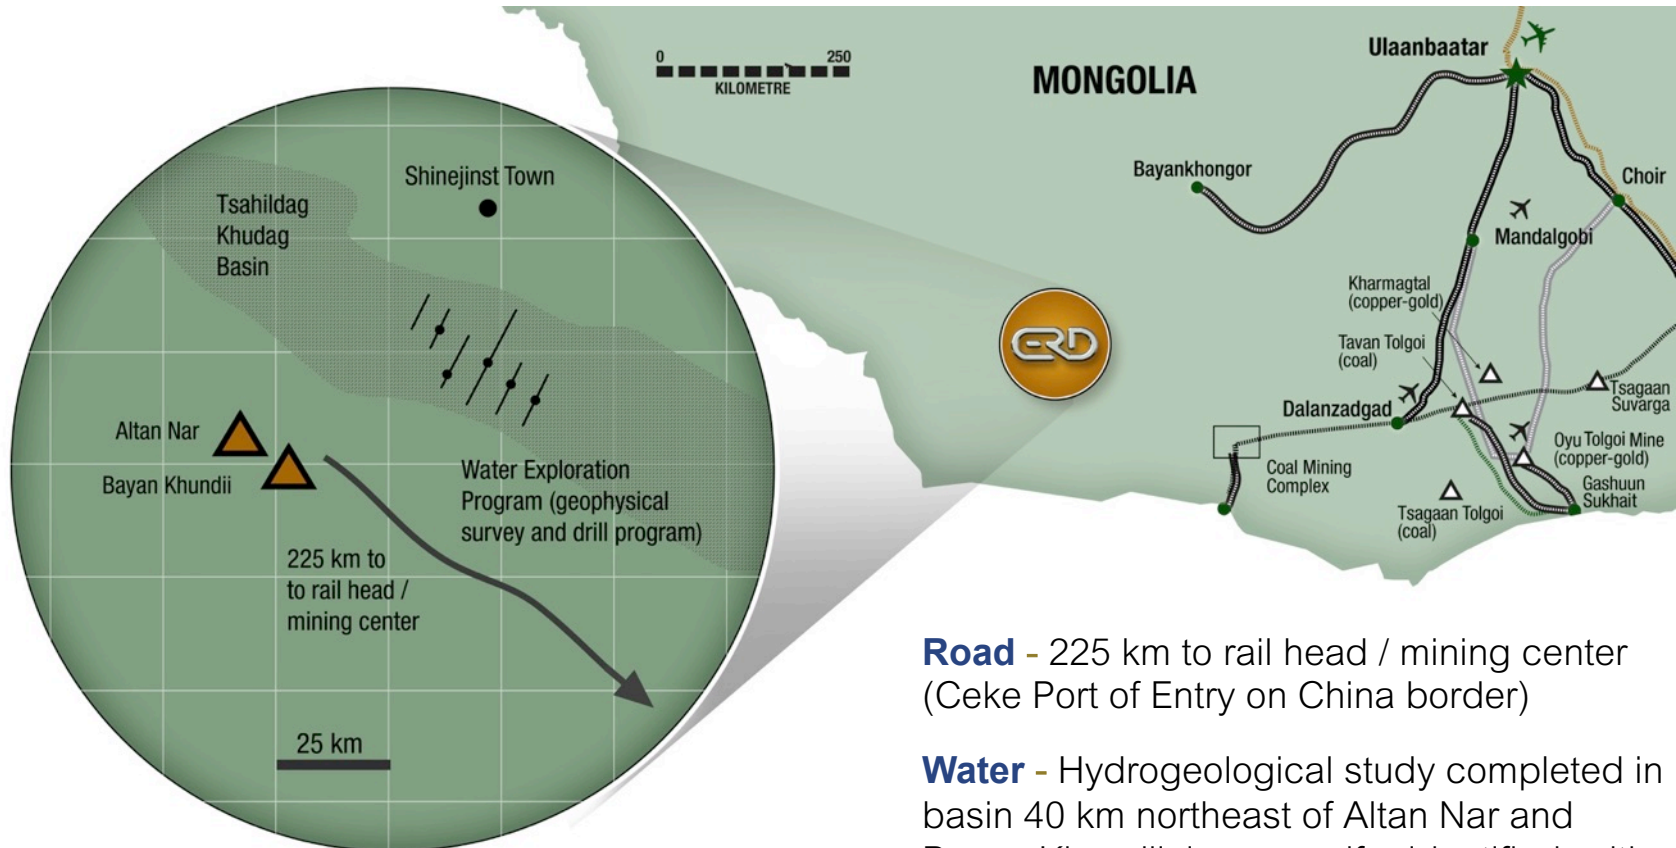 0 250
KILOMETRE
MONGOLIA
Ulaanbaatar
Bayankhongor
Choir
Mandalgobi
Kharmagtal
(copper-gold)
Tavan Tolgoi
(coal)
Dalanzadgad
Tsagaan
Suvarga
Oyu Tolgoi Mine
(copper-gold)
Gashuun
Sukhait
Coal Mining
Complex
Tsagaan Tolgoi
(coal)
ERD
Shinejinst Town
Tsahildag
Khudag
Basin
Altan Nar
Bayan Khundii
Water Exploration
Program (geophysical
survey and drill program)
225 km to
to rail head /
mining center
25 km
Road - 225 km to rail head / mining center
(Ceke Port of Entry on China border)
Water - Hydrogeological study completed in
basin 40 km northeast of Altan Nar and